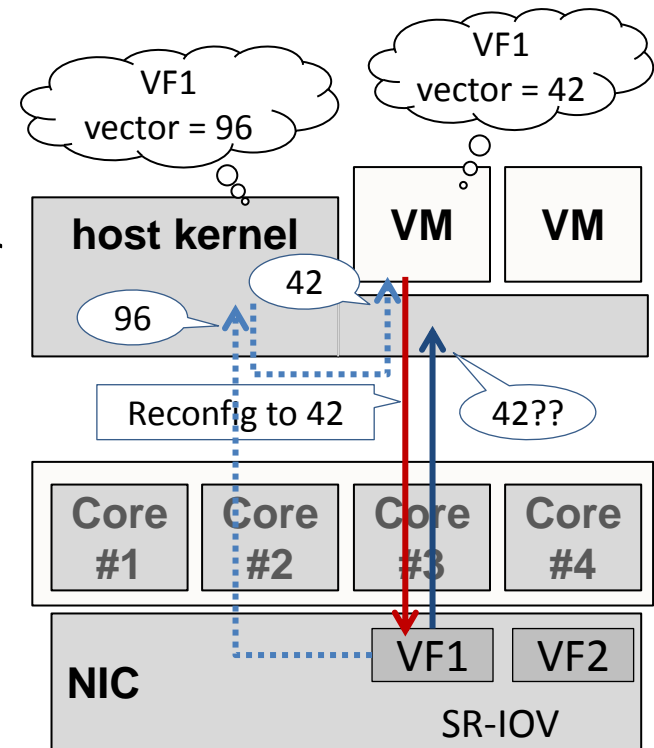 VF1
vector = 96
VF1
vector = 42
host kernel
VM
VM
42
96
Reconfig to 42
42??
Core
#1
Core
#2
Core
#3
Core
#4
VF1
VF2
NIC
SR-IOV